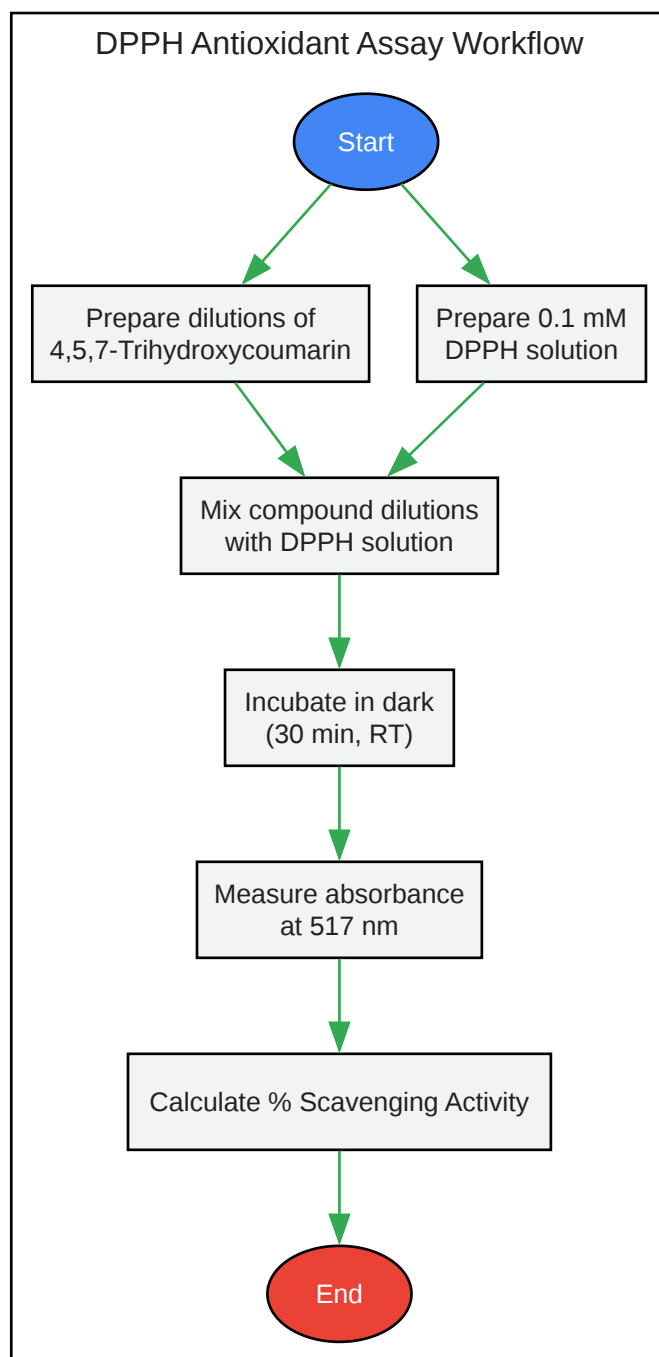 DPPH Antioxidant Assay Workflow
Start
Prepare dilutions of
4,5,7-Trihydroxycoumarin
Prepare 0.1 mM
DPPH solution
Mix compound dilutions
with DPPH solution
Incubate in dark
(30 min, RT)
Measure absorbance
at 517 nm
Calculate % Scavenging Activity
End